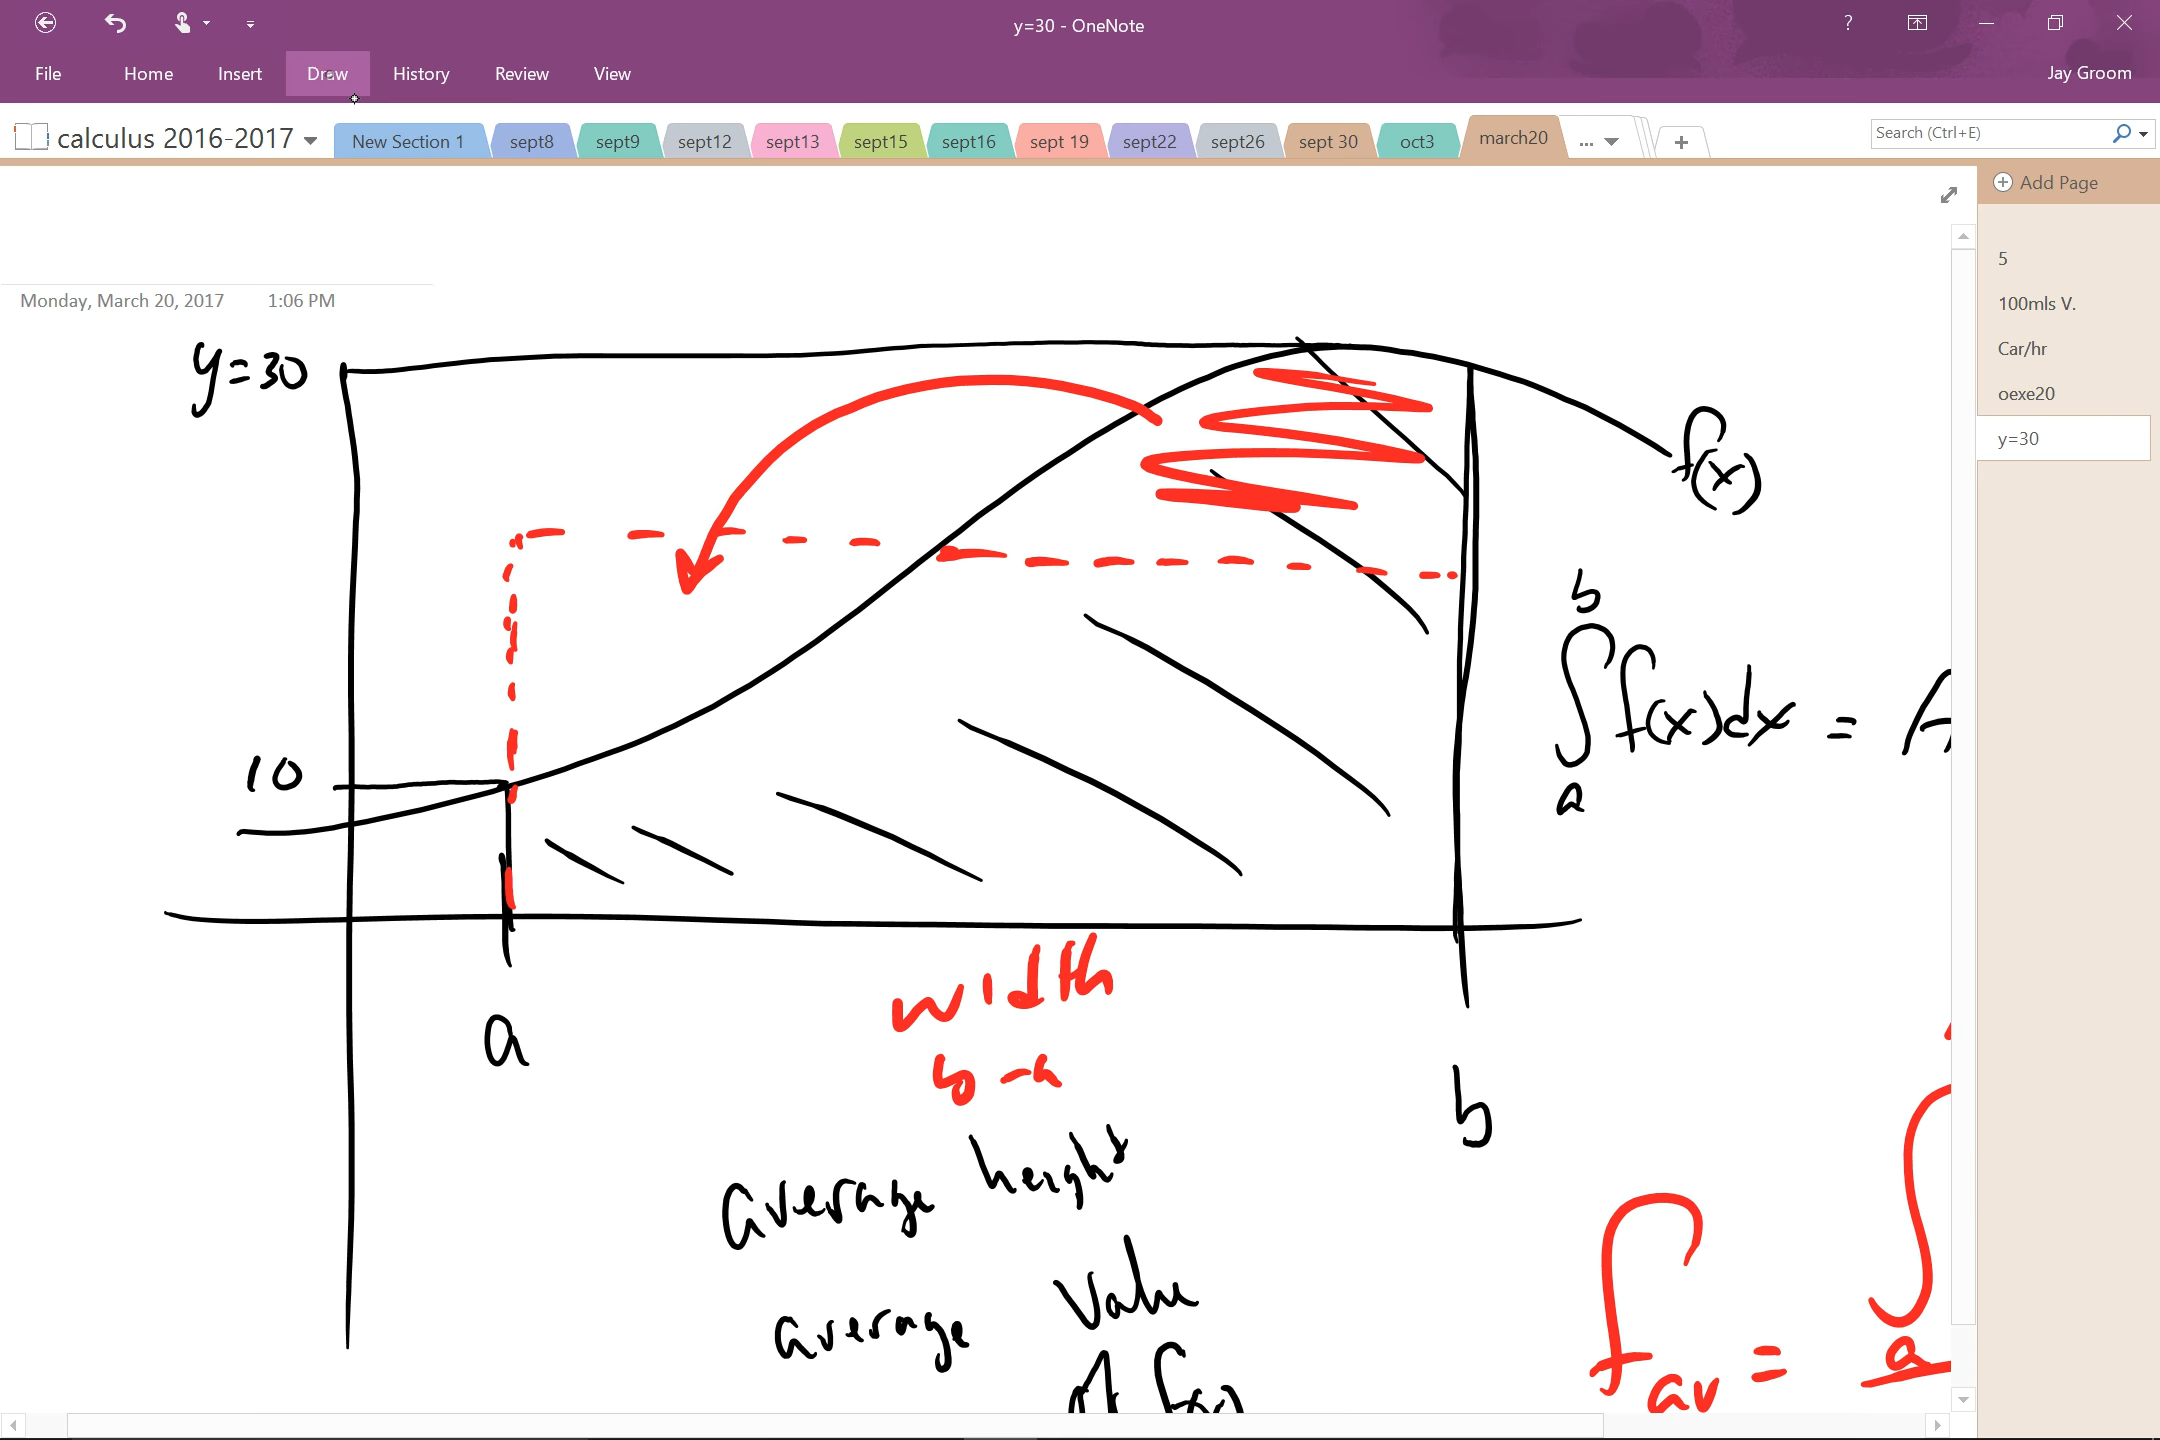 y=30 - OneNote
?
File Home Insert Draw History Review View
Jay Groom
calculus 2016-2017
New Section 1 sept8 sept9 sept12 sept13 sept15 sept16 sept 19 sept22 sept26 sept 30 oct3 march20 ...
Search (Ctrl+E)
Add Page
5
100mls V.
Car/hr
oexe20
y=30
Monday, March 20, 2017 1:06 PM
y=30
f(x)
b
∫f(x)dx = A
a
10
width
a
b-a
b
average height
average value
of f(x)
∫
a
f av =